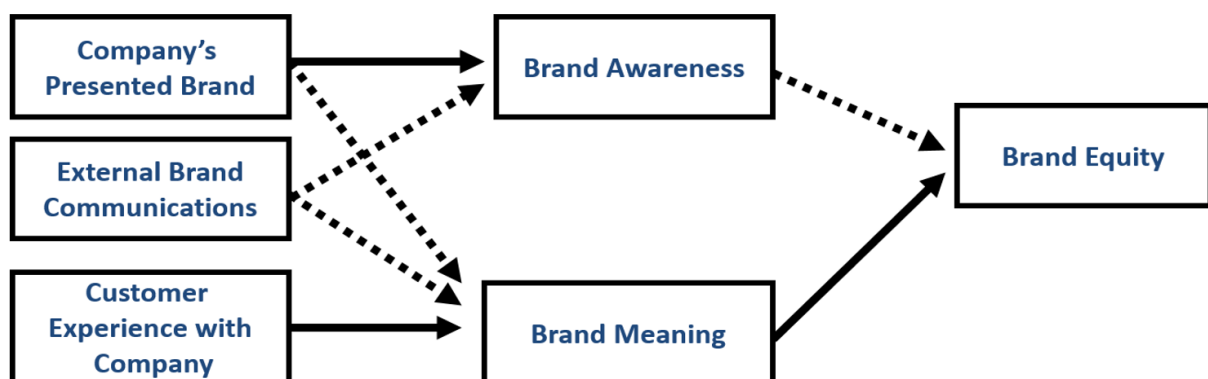 Company’s
Presented Brand
External Brand
Communications
Customer
Experience with
Company
Brand Awareness
Brand Meaning
Brand Equity